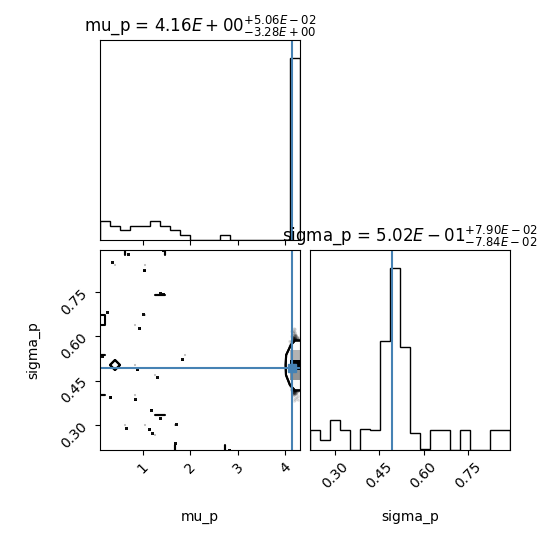 mu_p = 4.16E + 00 +5.06E − 02 −3.28E + 00
sigma_p = 5.02E − 01 +7.90E − 02 −7.84E − 02
sigma_p
0.75
0.60
0.45
0.30
1
2
3
4
mu_p
0.30
0.45
0.60
0.75
sigma_p